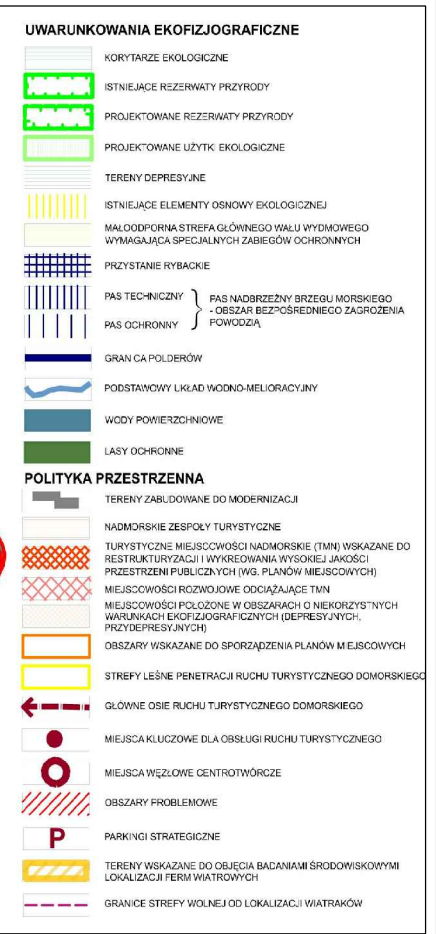 UWARUNKOWANIA EKOFIZJOGRAFICZNE
KORYTARZE EKOLOGICZNE
ISTNIEJĄCE REZERWATY PRZYRODY
PROJEKTOWANE REZERWATY PRZYRODY
PROJEKTOWANE UŻYTKI EKOLOGICZNE
TERENY DEPRESYJNE
ISTNIEJĄCE ELEMENTY OSNOWY EKOLOGICZNEJ
MAŁOODPORNA STREFA GŁÓWNEGO WAŁU WYDMOWEGO
WYMAGAJĄCA SPECJALNYCH ZABIEGÓW OCHRONNYCH
PRZYSTANIE RYBACKIE
PAS TECHNICZNY
PAS OCHRONNY
PAS NADBRZEŻNY BRZEGU MORSKIEGO
- OBSZAR BEZPOŚREDNIEGO ZAGROŻENIA
POWODZIĄ
GRANICA POLDERÓW
PODSTAWOWY UKŁAD WODNO-MELIORACYJNY
WODY POWIERZCHNIOWE
LASY OCHRONNE
POLITYKA PRZESTRZENNA
TERENY ZABUDOWANE DO MODERNIZACJI
NADMORSKIE ZESPOŁY TURYSTYCZNE
TURYSTYCZNE MIEJSCOWOŚCI NADMORSKIE (TMN) WSKAZANE DO
RESTRUKTURYZACJI I WYKREOWANIA WYSOKIEJ JAKOŚCI
PRZESTRZENI PUBLICZNYCH (WG. PLANÓW MIEJSCOWYCH)
MIEJSCOWOŚCI ROZWOJOWE ODCIĄŻAJĄCE TMN
MIEJSCOWOŚCI POŁOŻONE W OBSZARACH O NIEKORZYSTNYCH
WARUNKACH EKOFIZJOGRAFICZNYCH (DEPRESYJNYCH,
PRZYDEPRESYJNYCH)
OBSZARY WSKAZANE DO SPORZĄDZENIA PLANÓW MIEJSCOWYCH
STREFY LEŚNE PENETRACJI RUCHU TURYSTYCZNEGO DOMORSKIEGO
GŁÓWNE OSIE RUCHU TURYSTYCZNEGO DOMORSKIEGO
MIEJSCA KLUCZOWE DLA OBSŁUGI RUCHU TURYSTYCZNEGO
MIEJSCA WĘZŁOWE CENTROTWÓRCZE
OBSZARY PROBLEMOWE
P PARKINGI STRATEGICZNE
TERENY WSKAZANE DO OBJĘCIA BADANIAMI ŚRODOWISKOWYMI
LOKALIZACJI FERM WIATROWYCH
GRANICE STREFY WOLNEJ OD LOKALIZACJI WIATRAKÓW